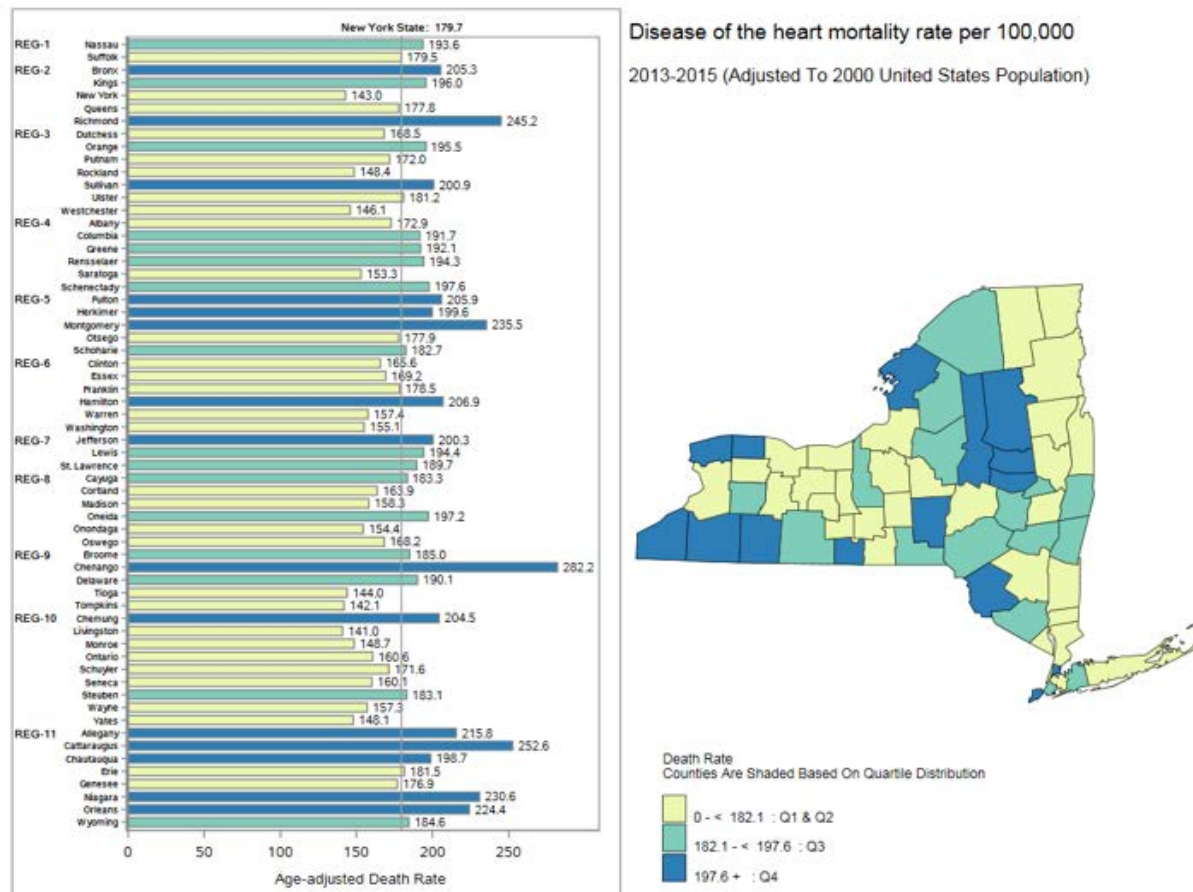 New York State: 179.7
REG-1 Nassau 193.6
Suffolk 179.5
REG-2 Bronx 205.3
Kings 196.0
New York 143.0
Queens 177.8
Richmond 245.2
REG-3 Dutchess 168.5
Orange 195.5
Putnam 172.0
Rockland 148.4
Sullivan 200.9
Ulster 181.2
Westchester 146.1
REG-4 Albany 172.9
Columbia 191.7
Greene 192.1
Rensselaer 194.3
Saratoga 153.3
Schenectady 197.6
REG-5 Fulton 205.9
Herkimer 199.6
Montgomery 235.5
Otsego 177.9
Schoharie 182.7
REG-6 Clinton 165.6
Essex 169.2
Franklin 178.5
Hamilton 206.9
Warren 157.4
Washington 155.1
REG-7 Jefferson 200.3
Lewis 194.4
St. Lawrence 189.7
REG-8 Cayuga 183.3
Cortland 163.9
Madison 158.3
Oneida 197.2
Onondaga 154.4
Oswego 168.2
REG-9 Broome 185.0
Chenango 282.2
Delaware 190.1
Tioga 144.0
Tompkins 142.1
REG-10 Chemung 204.5
Livingston 141.0
Monroe 148.7
Ontario 160.6
Schuyler 171.6
Seneca 160.1
Steuben 183.1
Wayne 157.3
Yates 148.1
REG-11 Allegany 215.8
Cattaraugus 252.6
Chautauqua 198.7
Erie 181.5
Genesee 176.9
Niagara 230.6
Orleans 224.4
Wyoming 184.6
0 50 100 150 200 250
Age-adjusted Death Rate
Disease of the heart mortality rate per 100,000
2013-2015 (Adjusted To 2000 United States Population)
Death Rate
Counties Are Shaded Based On Quartile Distribution
0 - < 182.1 : Q1 & Q2
182.1 - < 197.6 : Q3
197.6 + : Q4